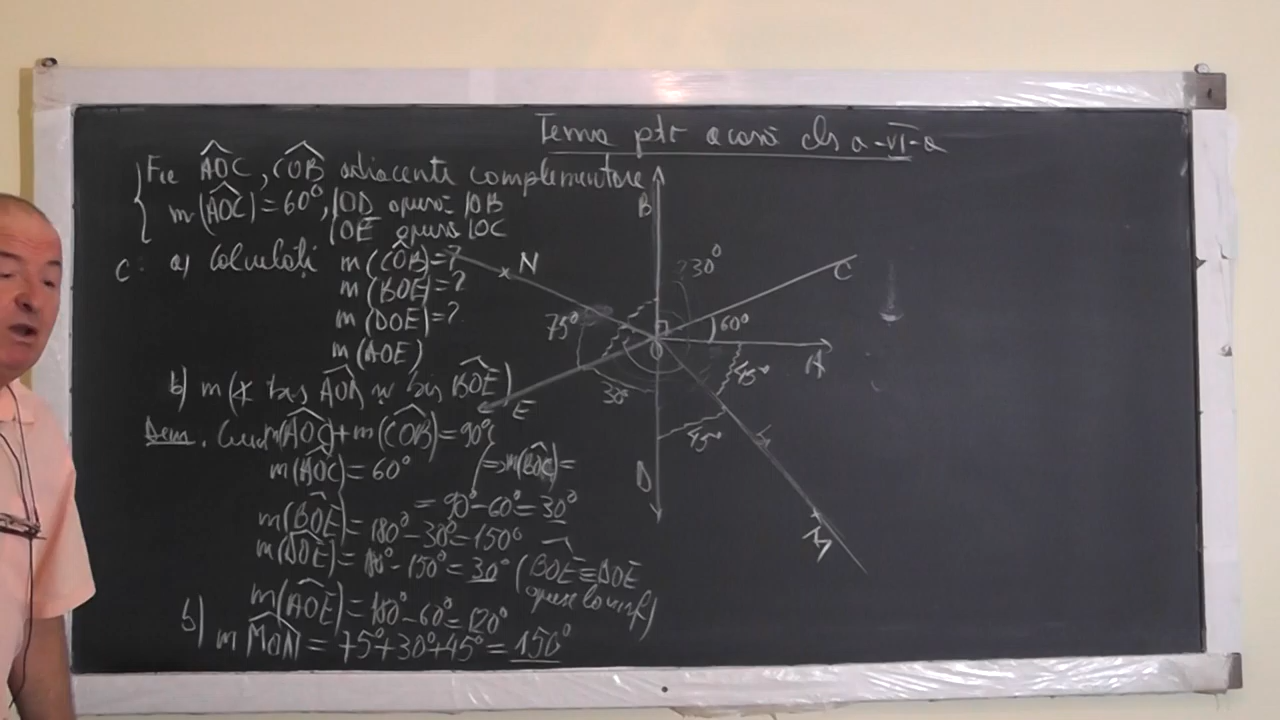 Tema ptr acasă cls a-VI-a
Fie AOC, COB adiacente complementare
m(AOC)=60°, |OD opusă |OB
|OE opusă |OC
C: a) Calculați m(COB)=?
m(BOE)=?
m(DOE)=?
m(AOE)
b) m(∢ bis AOD și bis BOE)
Dem. m(AOC)+m(COB)=90°
m(AOC)=60° ⇒m(BOC)=
=90°-60°=30°
m(BOE)=180°-30°=150°
m(DOE)=180°-150°=30° (BOC≡DOE
opuse la vârf)
m(AOE)=180°-60°=120°
b) m MON = 75°+30°+45°=150°
B
N
?30°
C
75°
60°
O
A
45°
E
30°
45°
D
M